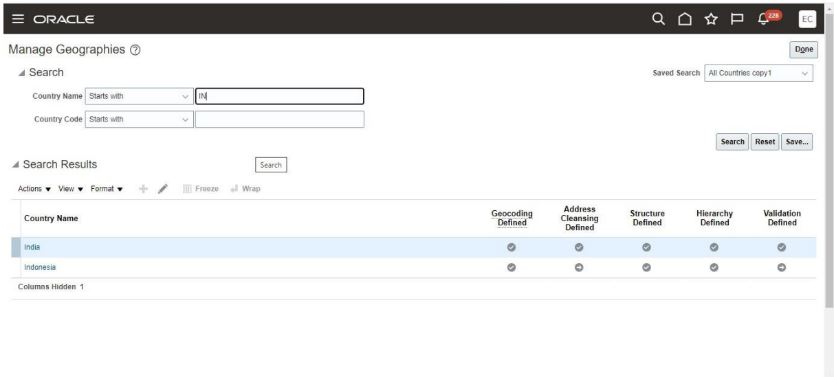 ORACLE
228
EC
Manage Geographies
Done
Search
Saved Search All Countries copy1
Country Name Starts with IN
Country Code Starts with
Search Reset Save...
Search Results
Search
Actions View Format Freeze Wrap
Country Name Geocoding Defined Address Cleansing Defined Structure Defined Hierarchy Defined Validation Defined
India
Indonesia
Columns Hidden 1